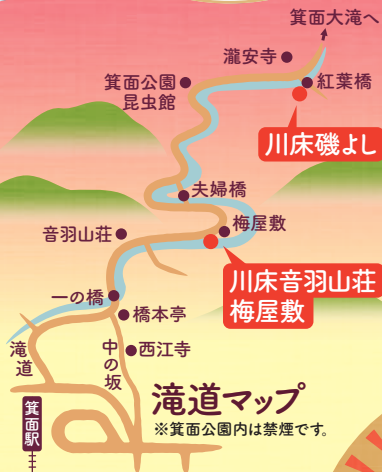 箕面大滝へ
瀧安寺
箕面公園
昆虫館
紅葉橋
川床磯よし
夫婦橋
梅屋敷
音羽山荘
川床音羽山荘
梅屋敷
一の橋
橋本亭
滝道
中の坂
西江寺
箕面駅
滝道マップ
※箕面公園内は禁煙です。